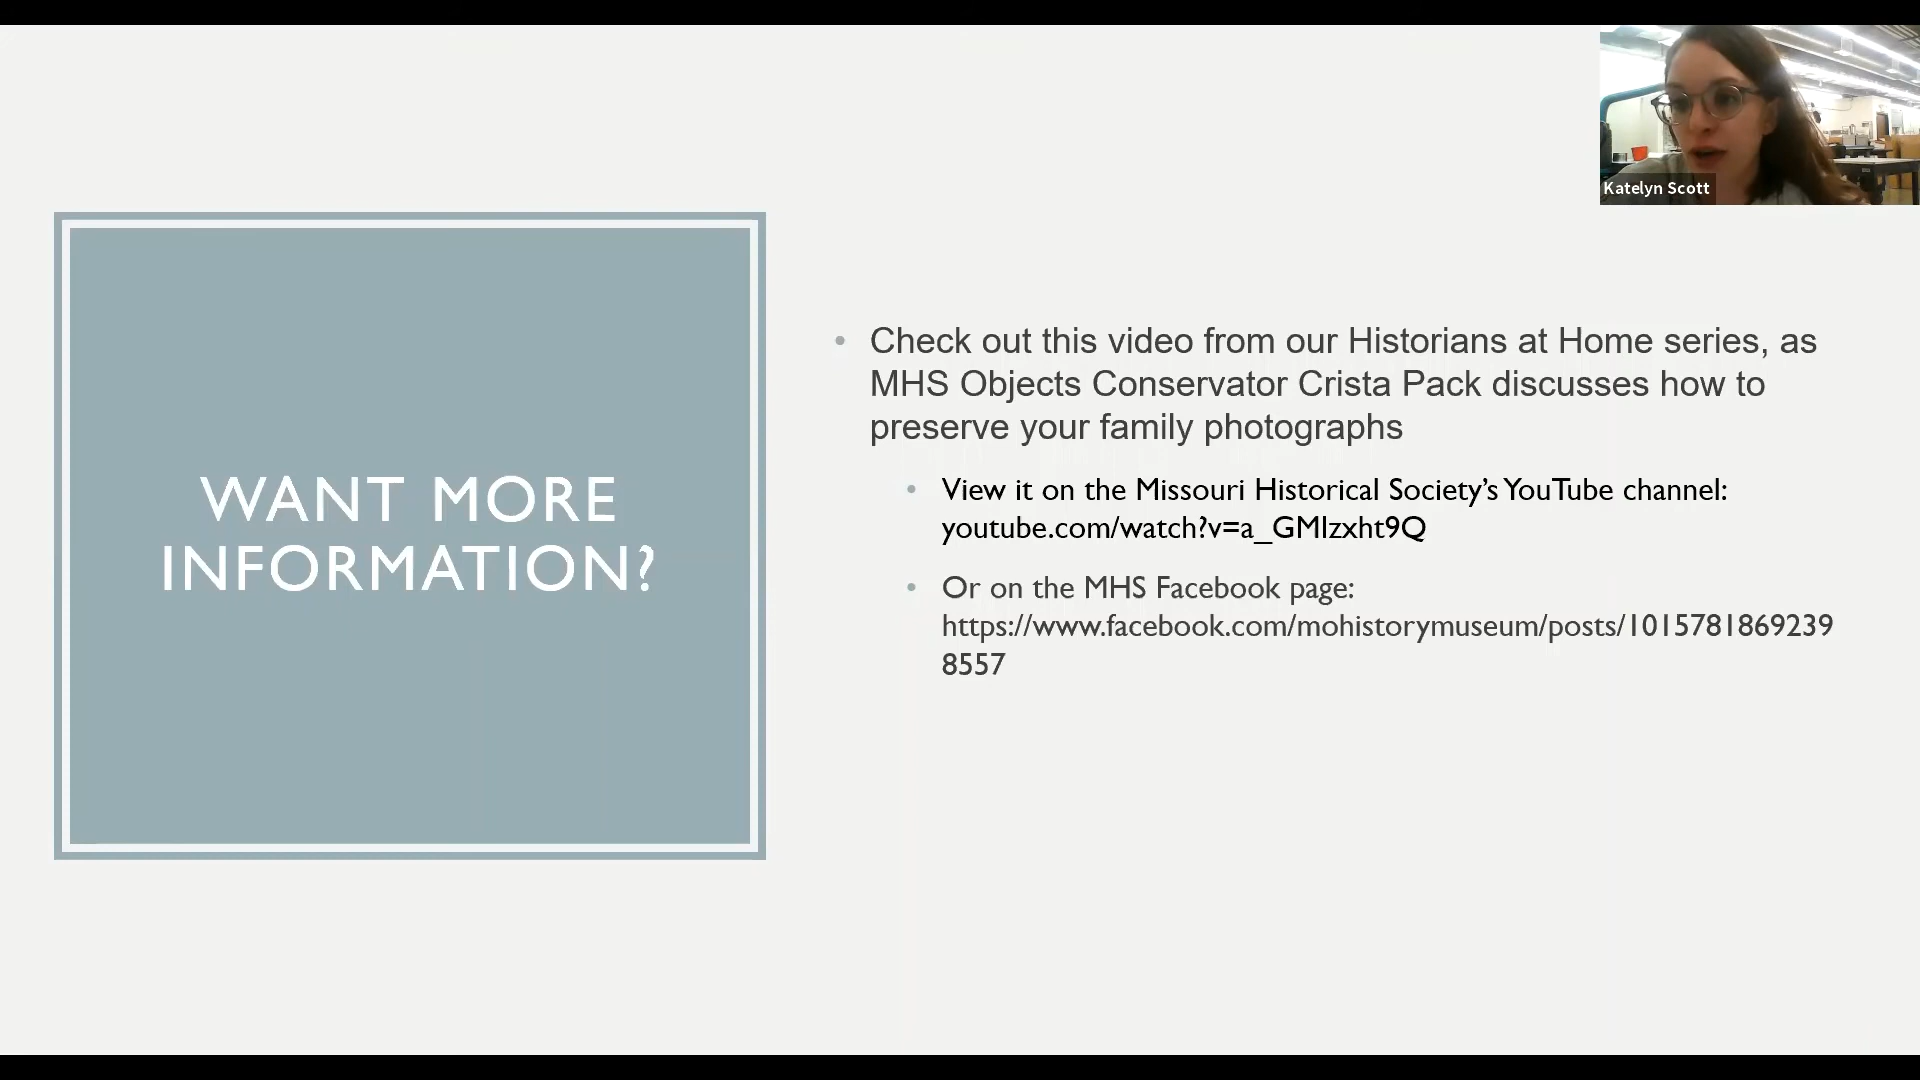 WANT MORE
INFORMATION?
Check out this video from our Historians at Home series, as
MHS Objects Conservator Crista Pack discusses how to
preserve your family photographs
View it on the Missouri Historical Society’s YouTube channel:
youtube.com/watch?v=a_GMlzxht9Q
Or on the MHS Facebook page:
https://www.facebook.com/mohistorymuseum/posts/1015781869239
8557
Katelyn Scott